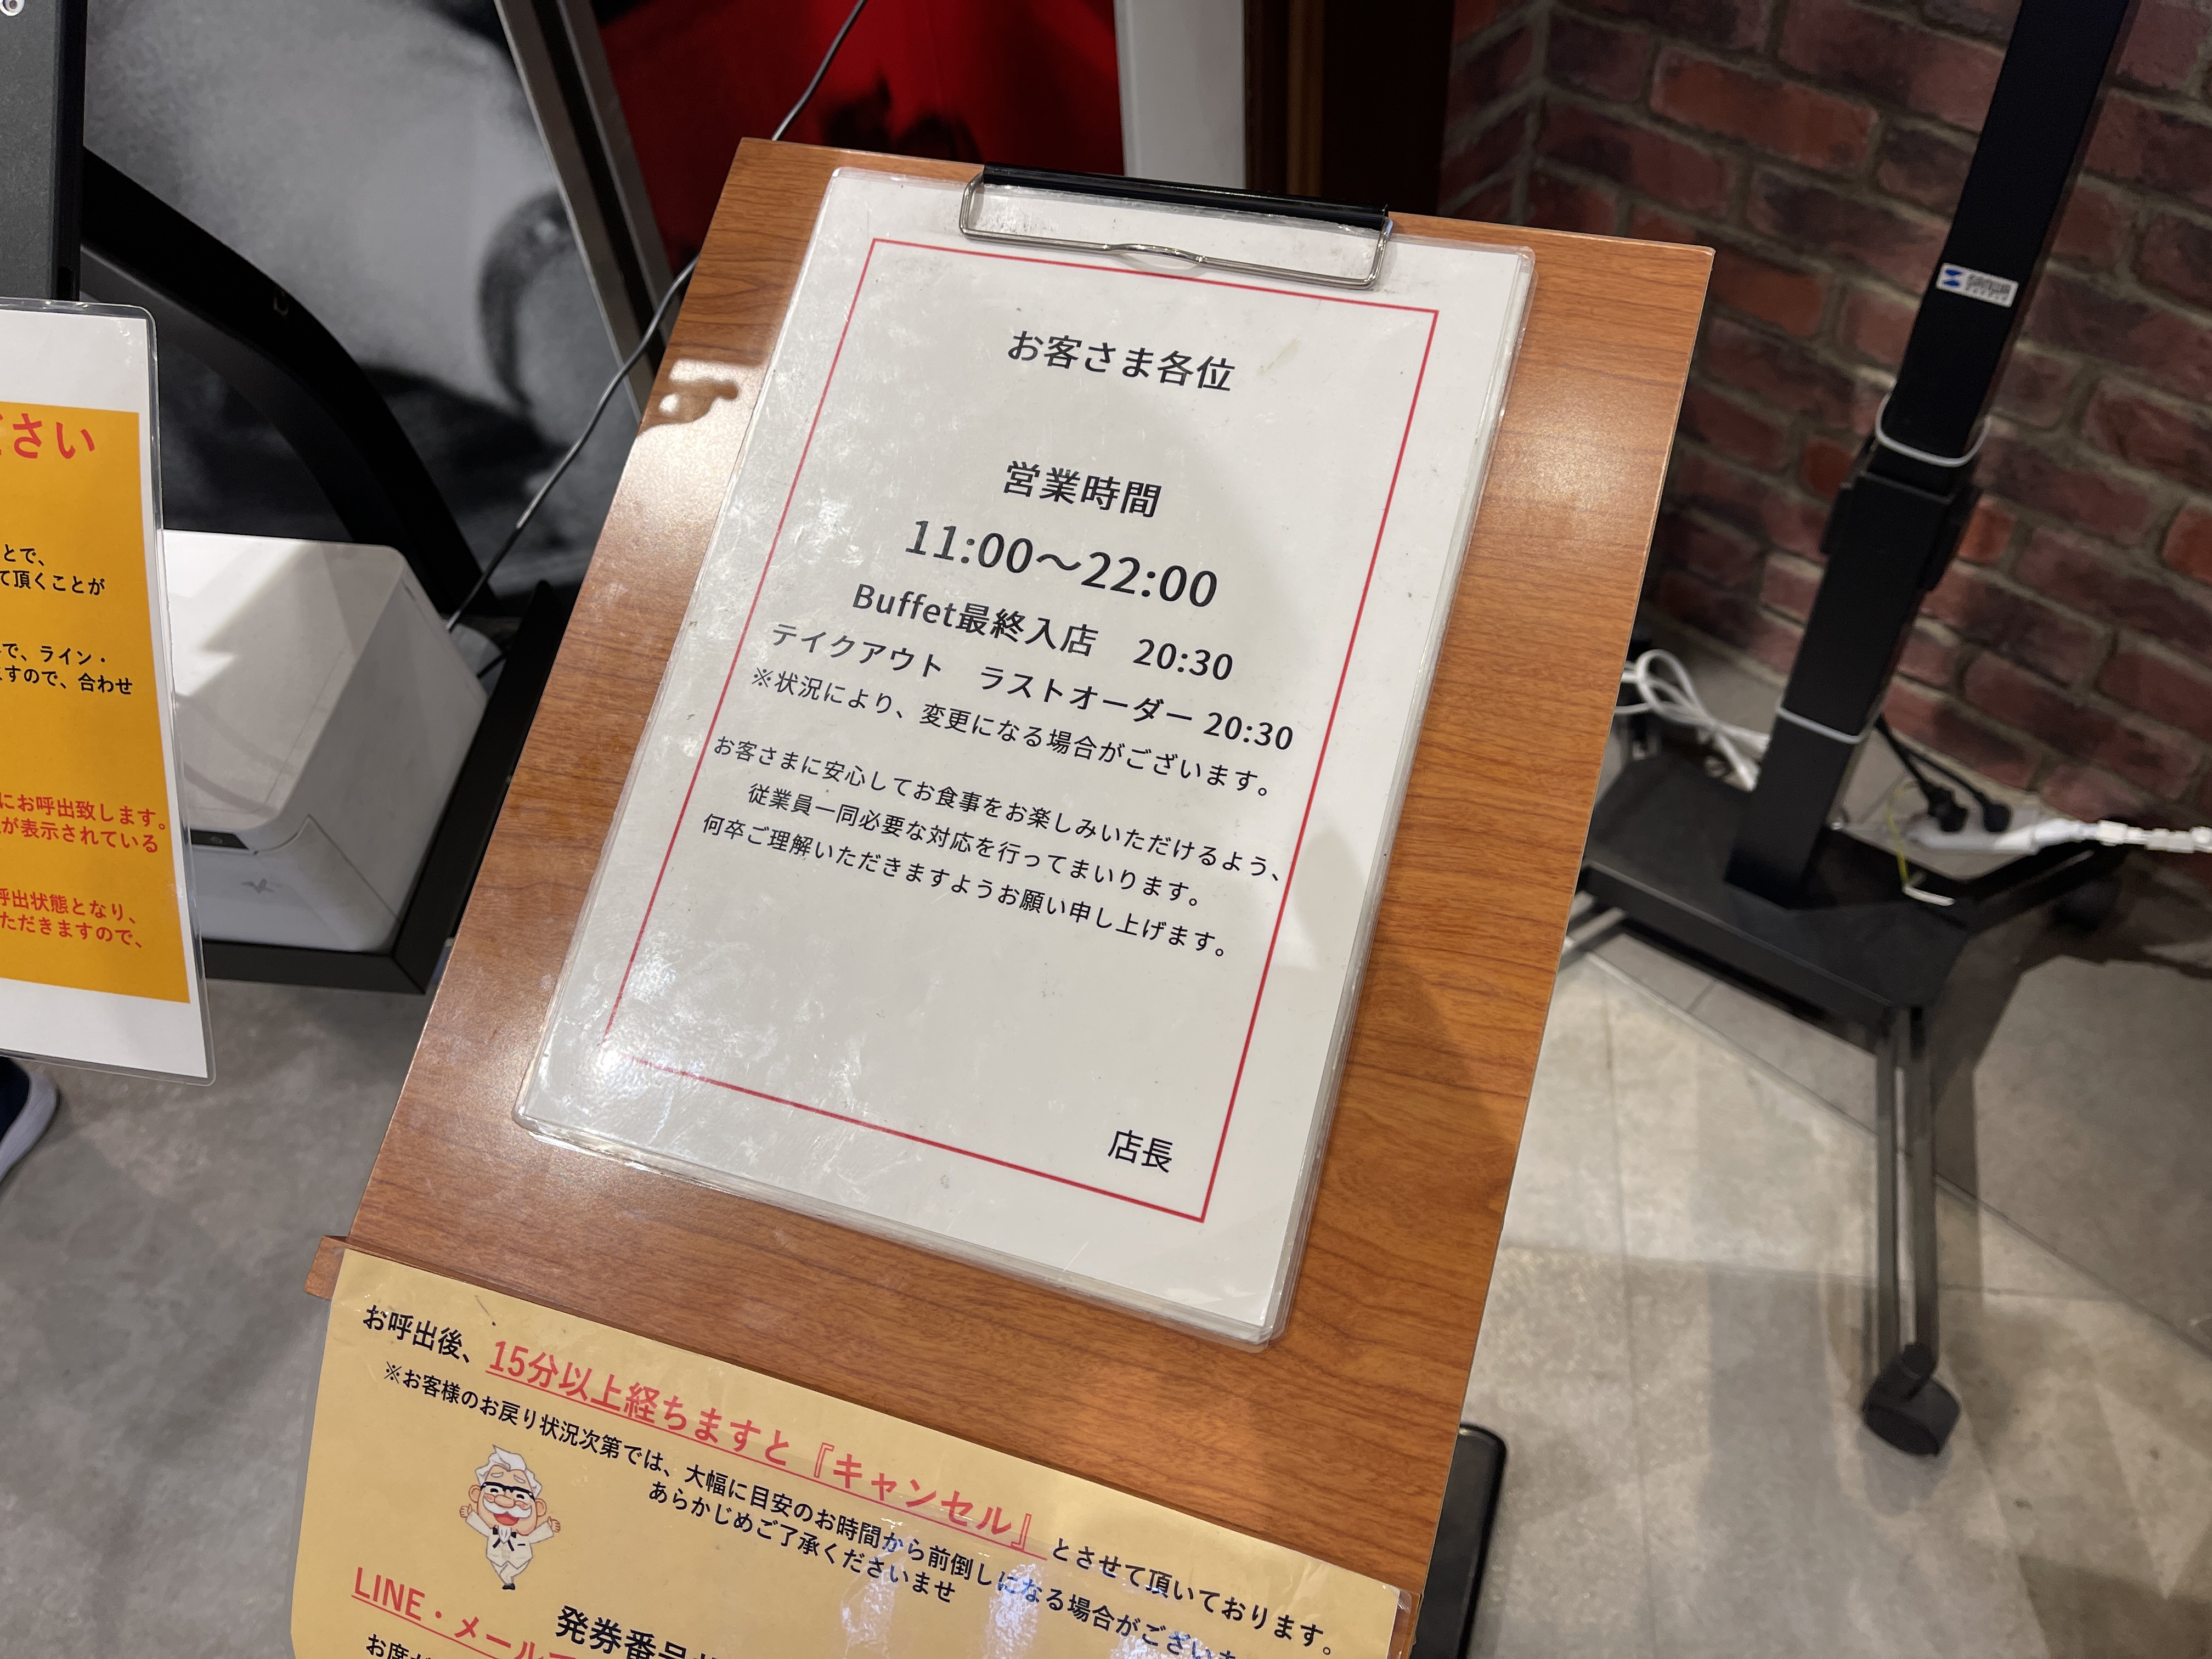 お客さま各位
営業時間
11:00～22:00
Buffet最終入店　20:30
テイクアウト　ラストオーダー 20:30
※状況により、変更になる場合がございます。
お客さまに安心してお食事をお楽しみいただけるよう、
従業員一同必要な対応を行ってまいります。
何卒ご理解いただきますようお願い申し上げます。
店長
お呼出後、15分以上経ちますと『キャンセル』とさせて頂いております。
※お客様のお戻り状況次第では、大幅に目安のお時間から前倒しになる場合がござい
あらかじめご了承くださいませ
発券番号
LINE・メール
お席
さい
とで、
て頂くことが
で、ライン・
すので、合わせ
にお呼出致します。
が表示されている
呼出状態となり、
ただきますので、